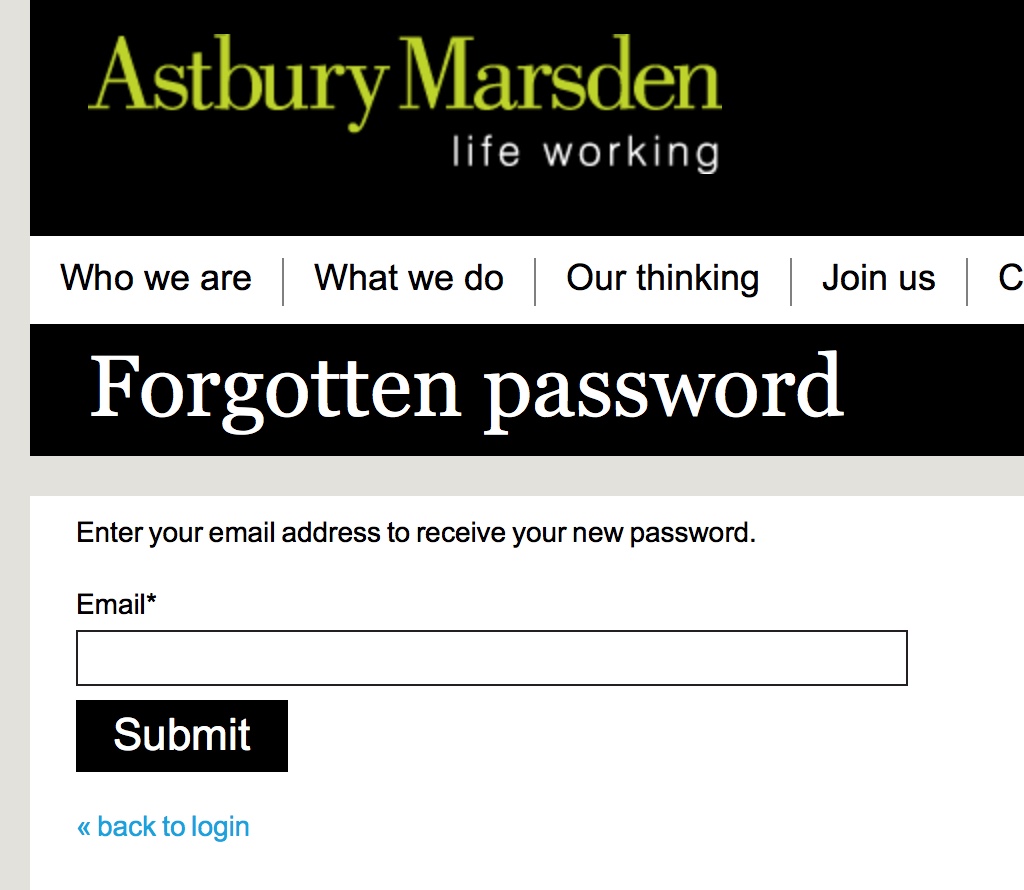 Astbury Marsden
life working
Who we are What we do Our thinking Join us C
Forgotten password
Enter your email address to receive your new password.
Email*
Submit
« back to login